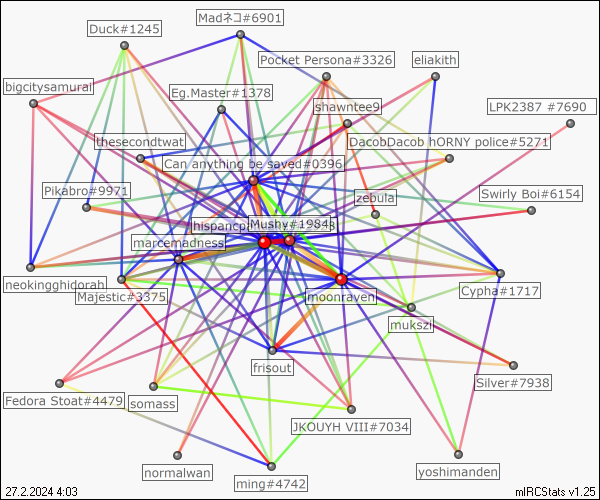 Madネコ#6901
Duck#1245
Pocket Persona#3326
eliakith
bigcitysamurai
Eg.Master#1378
shawntee9
LPK2387 #7690
thesecondtwat
DacobDacob hORNY police#5271
Can anything be saved#0396
Pikabro#9971
zebula
Swirly Boi#6154
Mushy#1984
marcemadness
neokingghidorah
Majestic#3375
moonraven
Cypha#1717
mukszi
frisout
Silver#7938
Fedora Stoat#4479
somass
JKOUYH VIII#7034
normalwan
yoshimanden
ming#4742
27.2.2024 4:03
mIRCStats v1.25